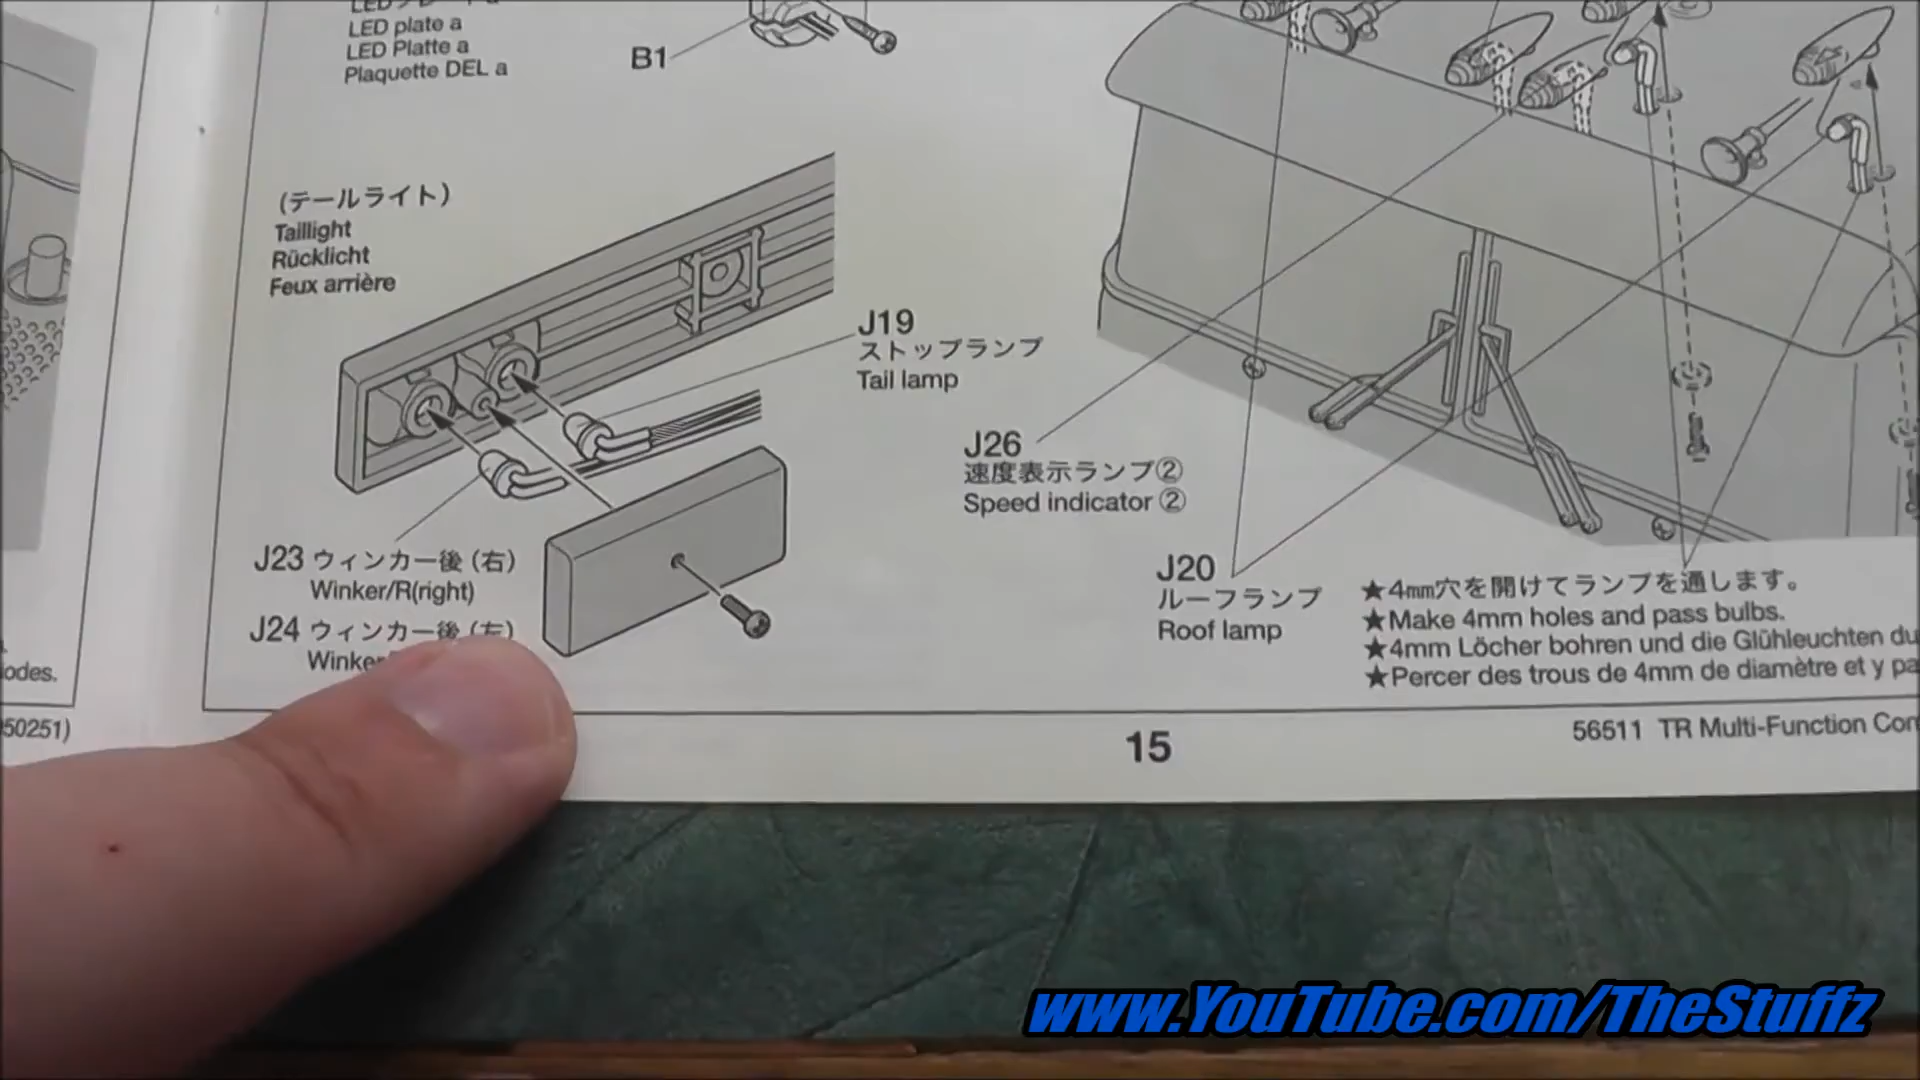 LED plate a
LED Platte a
Plaquette DEL a
B1
(テールライト)
Taillight
Rücklicht
Feux arrière
J19
ストップランプ
Tail lamp
J26
速度表示ランプ②
Speed indicator ②
J23 ウィンカー後(右)
Winker/R(right)
J24 ウィンカー後(左)
J20
ルーフランプ
Roof lamp
★4mm穴を開けてランプを通します。
★Make 4mm holes and pass bulbs.
★4mm Löcher bohren und die Glühleuchten du
★Percer des trous de 4mm de diamètre et y pa
odes.
50251)
15
56511 TR Multi-Function Con
www.YouTube.com/TheStuffz